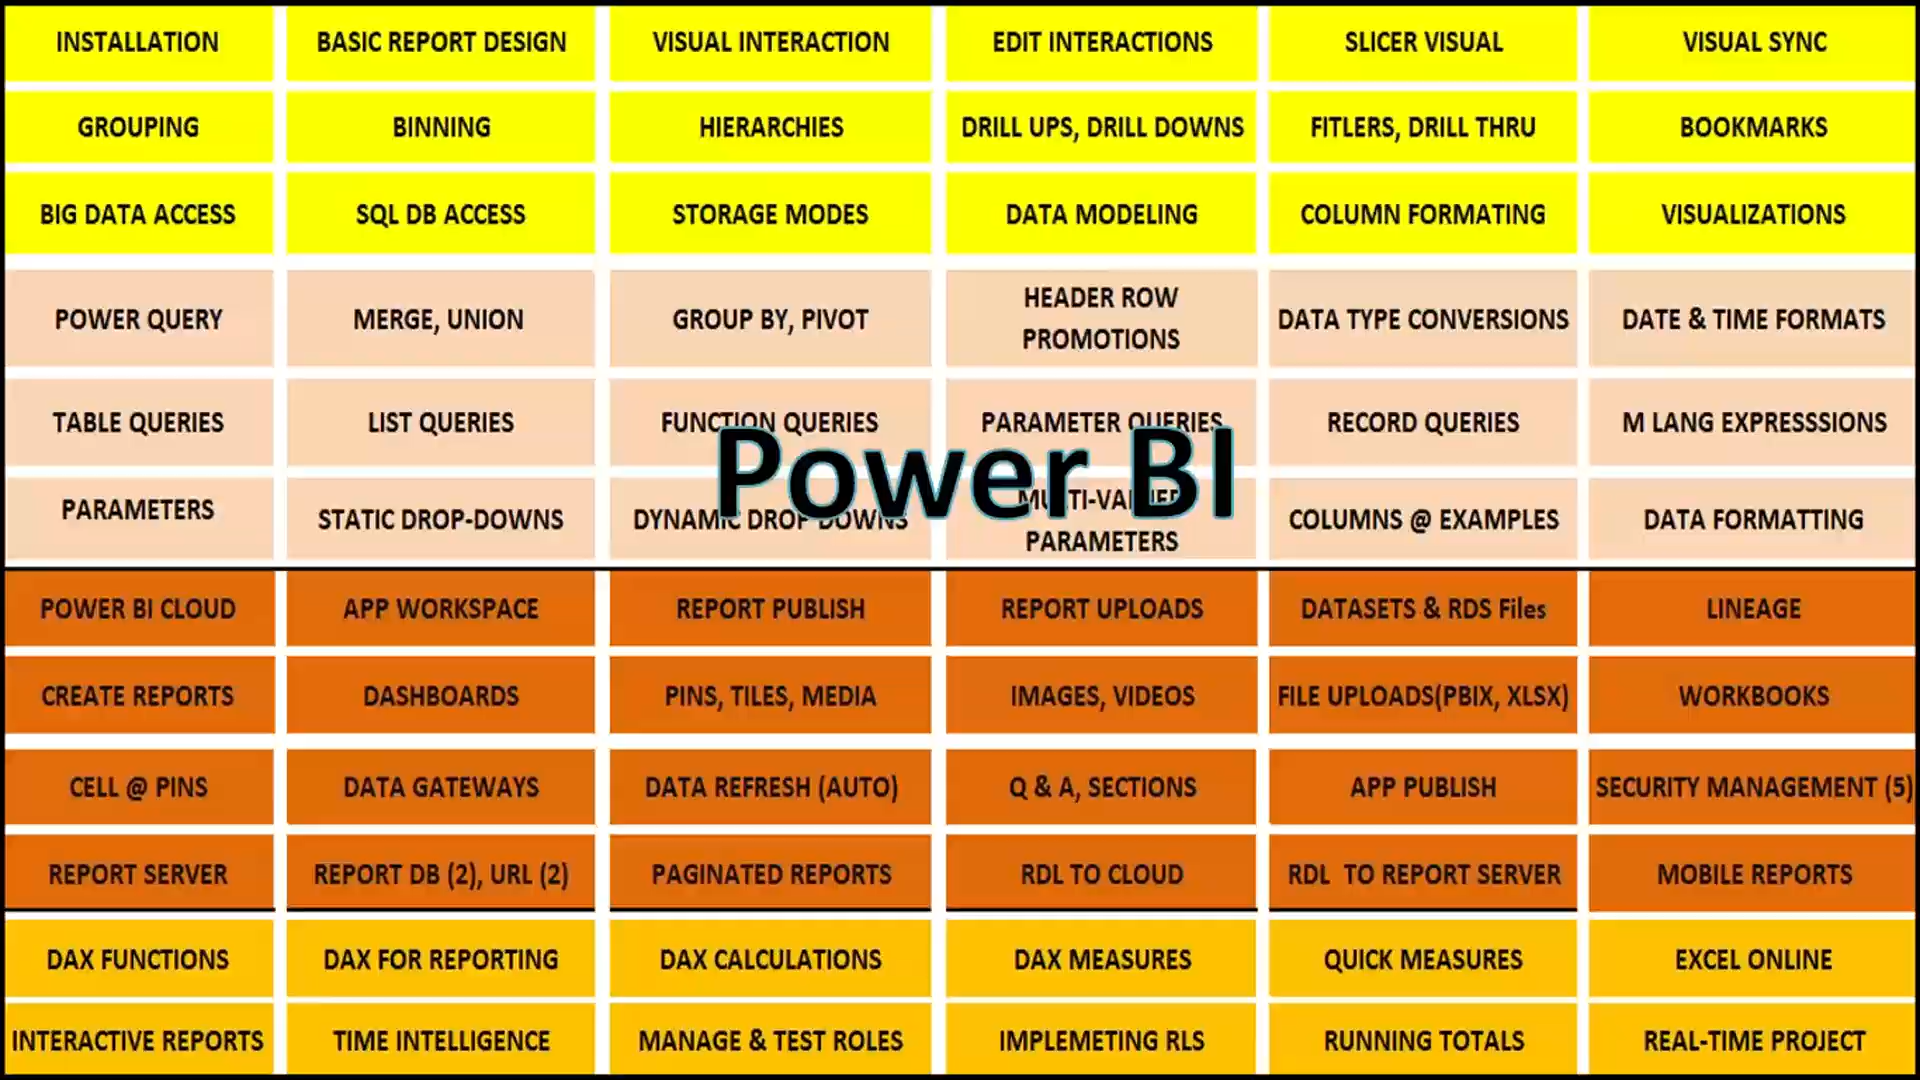 INSTALLATION BASIC REPORT DESIGN VISUAL INTERACTION EDIT INTERACTIONS SLICER VISUAL VISUAL SYNC
GROUPING BINNING HIERARCHIES DRILL UPS, DRILL DOWNS FITLERS, DRILL THRU BOOKMARKS
BIG DATA ACCESS SQL DB ACCESS STORAGE MODES DATA MODELING COLUMN FORMATING VISUALIZATIONS
POWER QUERY MERGE, UNION GROUP BY, PIVOT HEADER ROW PROMOTIONS DATA TYPE CONVERSIONS DATE & TIME FORMATS
TABLE QUERIES LIST QUERIES FUNCTION QUERIES PARAMETER QUERIES RECORD QUERIES M LANG EXPRESSSIONS
Power BI
PARAMETERS STATIC DROP-DOWNS DYNAMIC DROP-DOWNS PARAMETERS COLUMNS @ EXAMPLES DATA FORMATTING
POWER BI CLOUD APP WORKSPACE REPORT PUBLISH REPORT UPLOADS DATASETS & RDS Files LINEAGE
CREATE REPORTS DASHBOARDS PINS, TILES, MEDIA IMAGES, VIDEOS FILE UPLOADS(PBIX, XLSX) WORKBOOKS
CELL @ PINS DATA GATEWAYS DATA REFRESH (AUTO) Q & A, SECTIONS APP PUBLISH SECURITY MANAGEMENT (5)
REPORT SERVER REPORT DB (2), URL (2) PAGINATED REPORTS RDL TO CLOUD RDL TO REPORT SERVER MOBILE REPORTS
DAX FUNCTIONS DAX FOR REPORTING DAX CALCULATIONS DAX MEASURES QUICK MEASURES EXCEL ONLINE
INTERACTIVE REPORTS TIME INTELLIGENCE MANAGE & TEST ROLES IMPLEMETING RLS RUNNING TOTALS REAL-TIME PROJECT